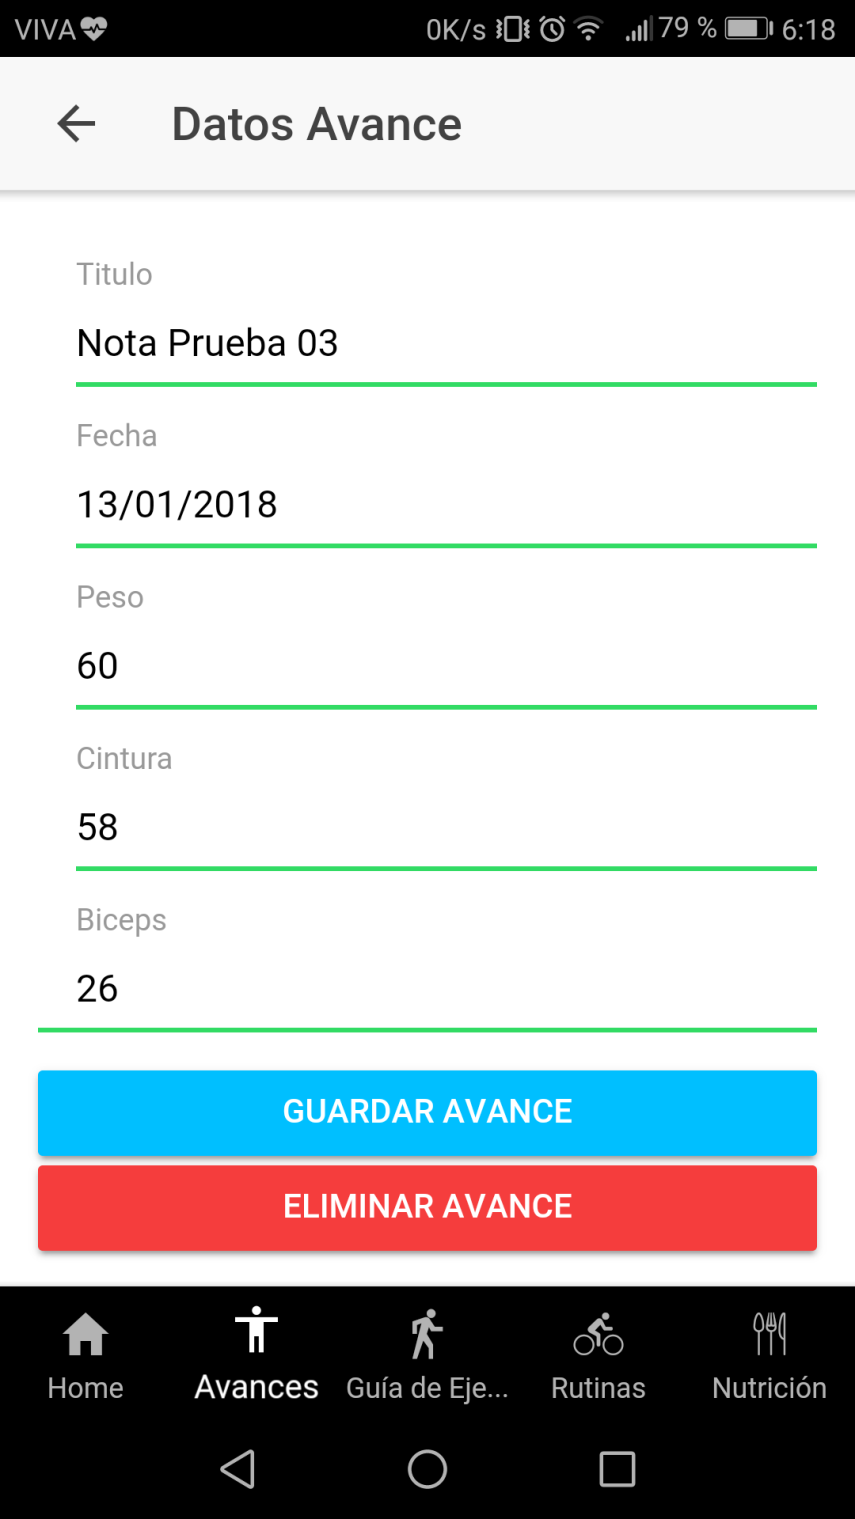 VIVA 0K/s 79 % 6:18
Datos Avance
Titulo
Nota Prueba 03
Fecha
13/01/2018
Peso
60
Cintura
58
Biceps
26
GUARDAR AVANCE
ELIMINAR AVANCE
Home Avances Guía de Eje... Rutinas Nutrición